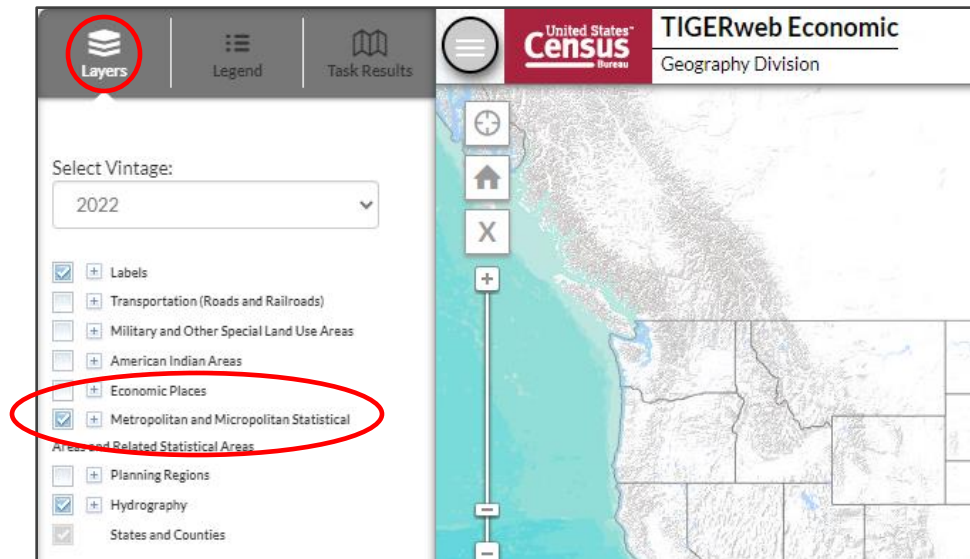 Layers
Legend
Task Results
United States™
Census
Bureau
TIGERweb Economic
Geography Division
Select Vintage:
2022
Labels
Transportation (Roads and Railroads)
Military and Other Special Land Use Areas
American Indian Areas
Economic Places
Metropolitan and Micropolitan Statistical
Areas and Related Statistical Areas
Planning Regions
Hydrography
States and Counties
X